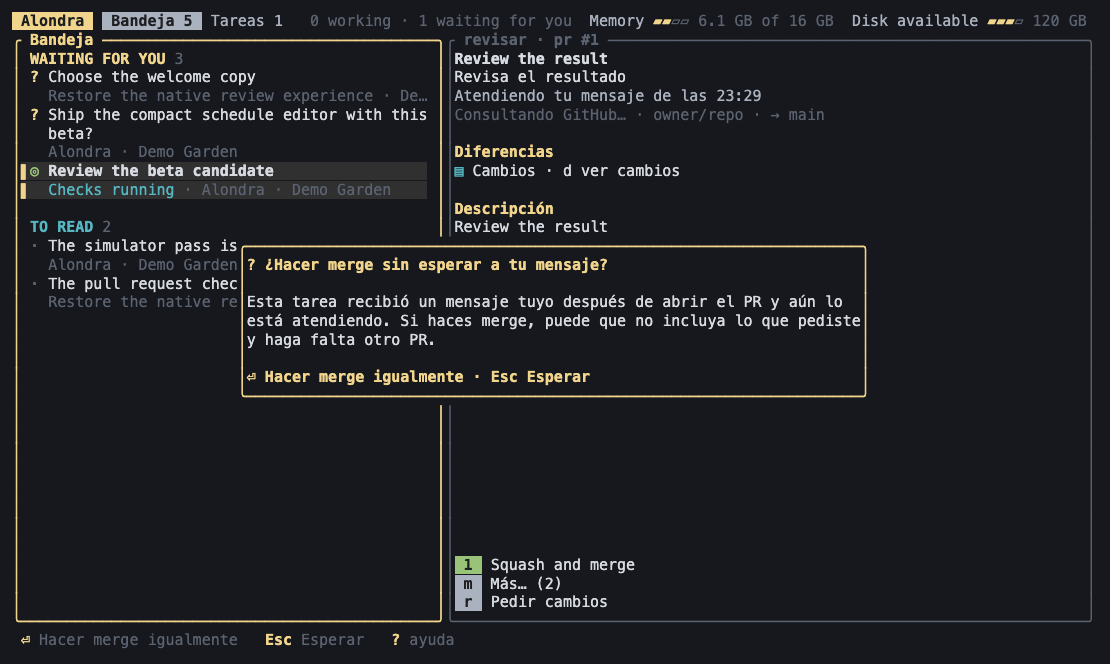 Alondra Bandeja 5 Tareas 1 0 working · 1 waiting for you Memory 6.1 GB of 16 GB Disk available 120 GB
Bandeja
WAITING FOR YOU 3
? Choose the welcome copy
Restore the native review experience · De…
? Ship the compact schedule editor with this
beta?
Alondra · Demo Garden
◎ Review the beta candidate
Checks running · Alondra · Demo Garden
TO READ 2
· The simulator pass is
Alondra · Demo Garden
· The pull request chec
Restore the native re
revisar · pr #1
Review the result
Revisa el resultado
Atendiendo tu mensaje de las 23:29
Consultando GitHub… · owner/repo · → main
Diferencias
▤ Cambios · d ver cambios
Descripción
Review the result
? ¿Hacer merge sin esperar a tu mensaje?
Esta tarea recibió un mensaje tuyo después de abrir el PR y aún lo
está atendiendo. Si haces merge, puede que no incluya lo que pediste
y haga falta otro PR.
⏎ Hacer merge igualmente · Esc Esperar
1 Squash and merge
m Más… (2)
r Pedir cambios
⏎ Hacer merge igualmente Esc Esperar ? ayuda